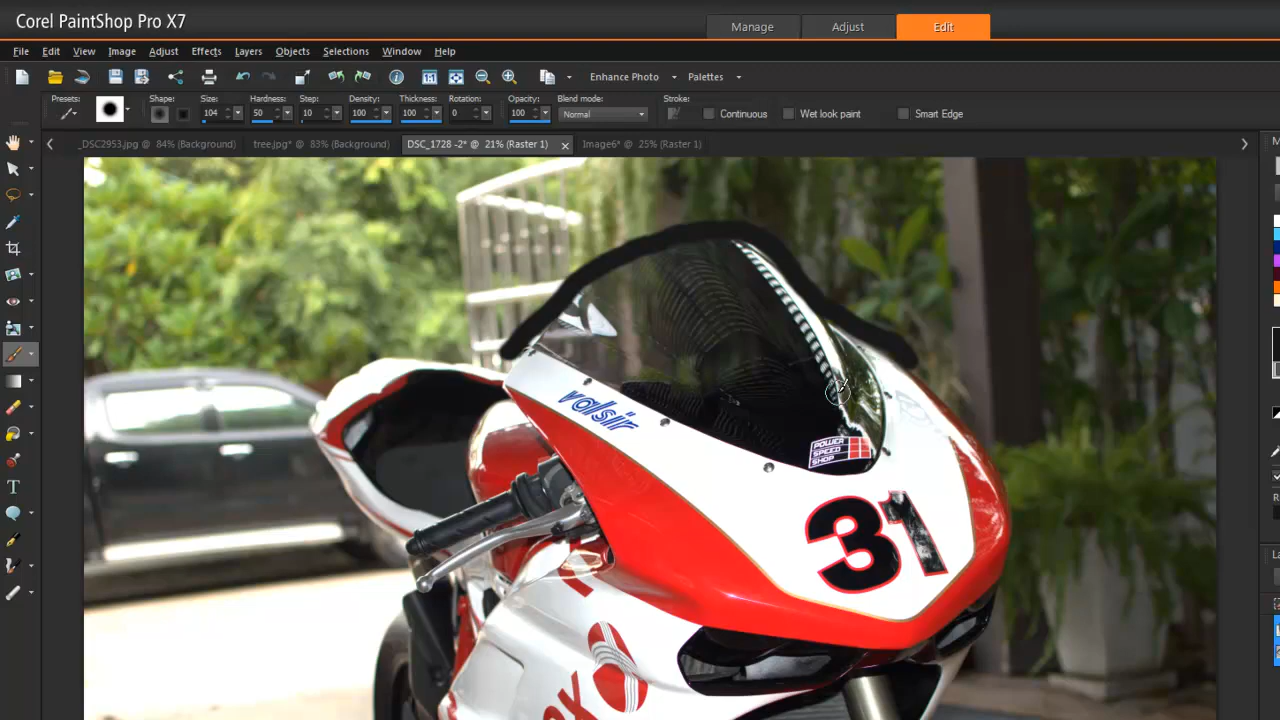 Corel PaintShop Pro X7
Manage Adjust Edit
File Edit View Image Adjust Effects Layers Objects Selections Window Help
Enhance Photo Palettes
Presets: Shape: Size: Hardness: Step: Density: Thickness: Rotation: Opacity: Blend mode: Stroke:
104 50 10 100 100 0 100 Normal Continuous Wet look paint Smart Edge
_DSC2953.jpg @ 84% (Background) tree.jpg* @ 83% (Background) DSC_1728 -2* @ 21% (Raster 1) Image6* @ 25% (Raster 1)
valsir
POWER
SPEED
SHOP
31